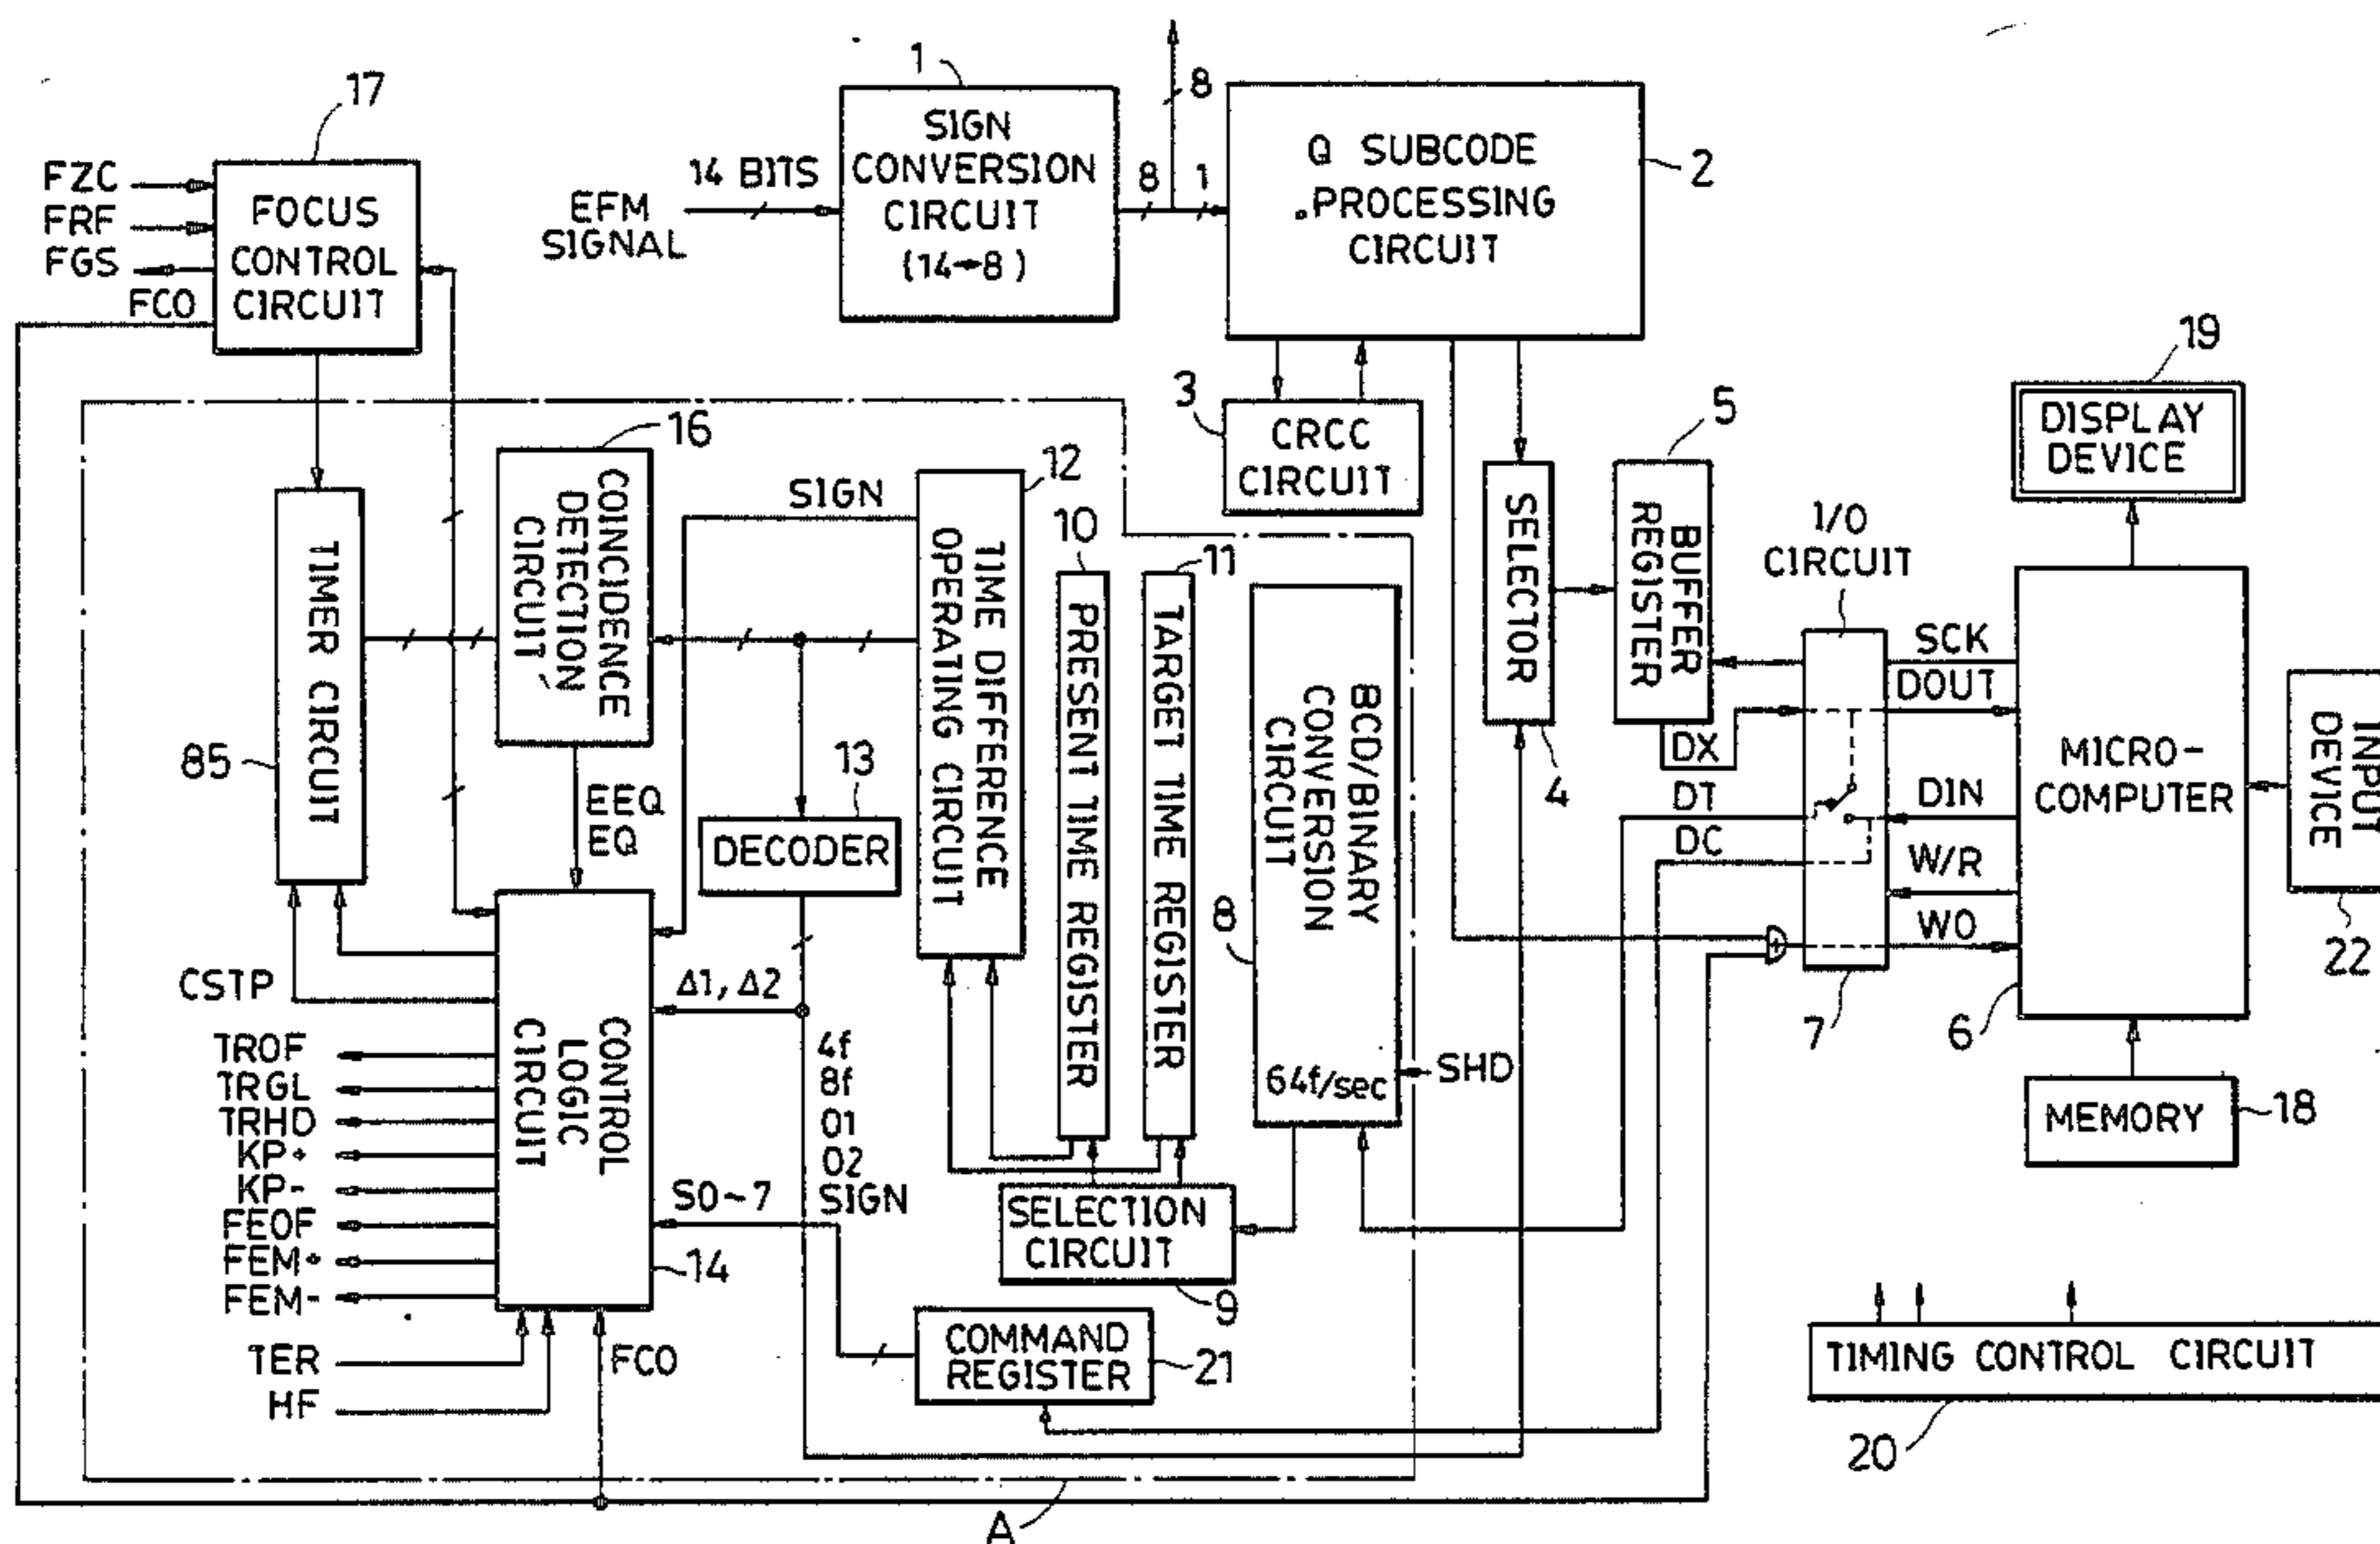 17
FZC
FRF
FGS
FCO
FOCUS
CONTROL
CIRCUIT
14 BITS
EFM
SIGNAL
1
SIGN
CONVERSION
CIRCUIT
(14→8)
8
8
1
Q SUBCODE
PROCESSING
CIRCUIT
2
3
CRCC
CIRCUIT
19
DISPLAY
DEVICE
16
COINCIDENCE
DETECTION
CIRCUIT
TIMER CIRCUIT
85
SIGN
12
TIME DIFFERENCE
OPERATING CIRCUIT
10
PRESENT TIME REGISTER
11
TARGET TIME REGISTER
BCD/BINARY
CONVERSION
CIRCUIT
64f/sec
8
SHD
SELECTOR
4
5
BUFFER
REGISTER
I/O
CIRCUIT
SCK
DOUT
DX
DT
DC
DIN
W/R
WO
7
MICRO-
COMPUTER
6
INPUT
DEVICE
22
MEMORY
18
EEQ
EQ
13
DECODER
CSTP
Δ1, Δ2
4f
8f
01
02
SIGN
S0~7
CONTROL
LOGIC
CIRCUIT
14
TROF
TRGL
TRHD
KP+
KP-
FEOF
FEM+
FEM-
TER
HF
FCO
SELECTION
CIRCUIT
9
COMMAND
REGISTER
21
TIMING CONTROL CIRCUIT
20
A